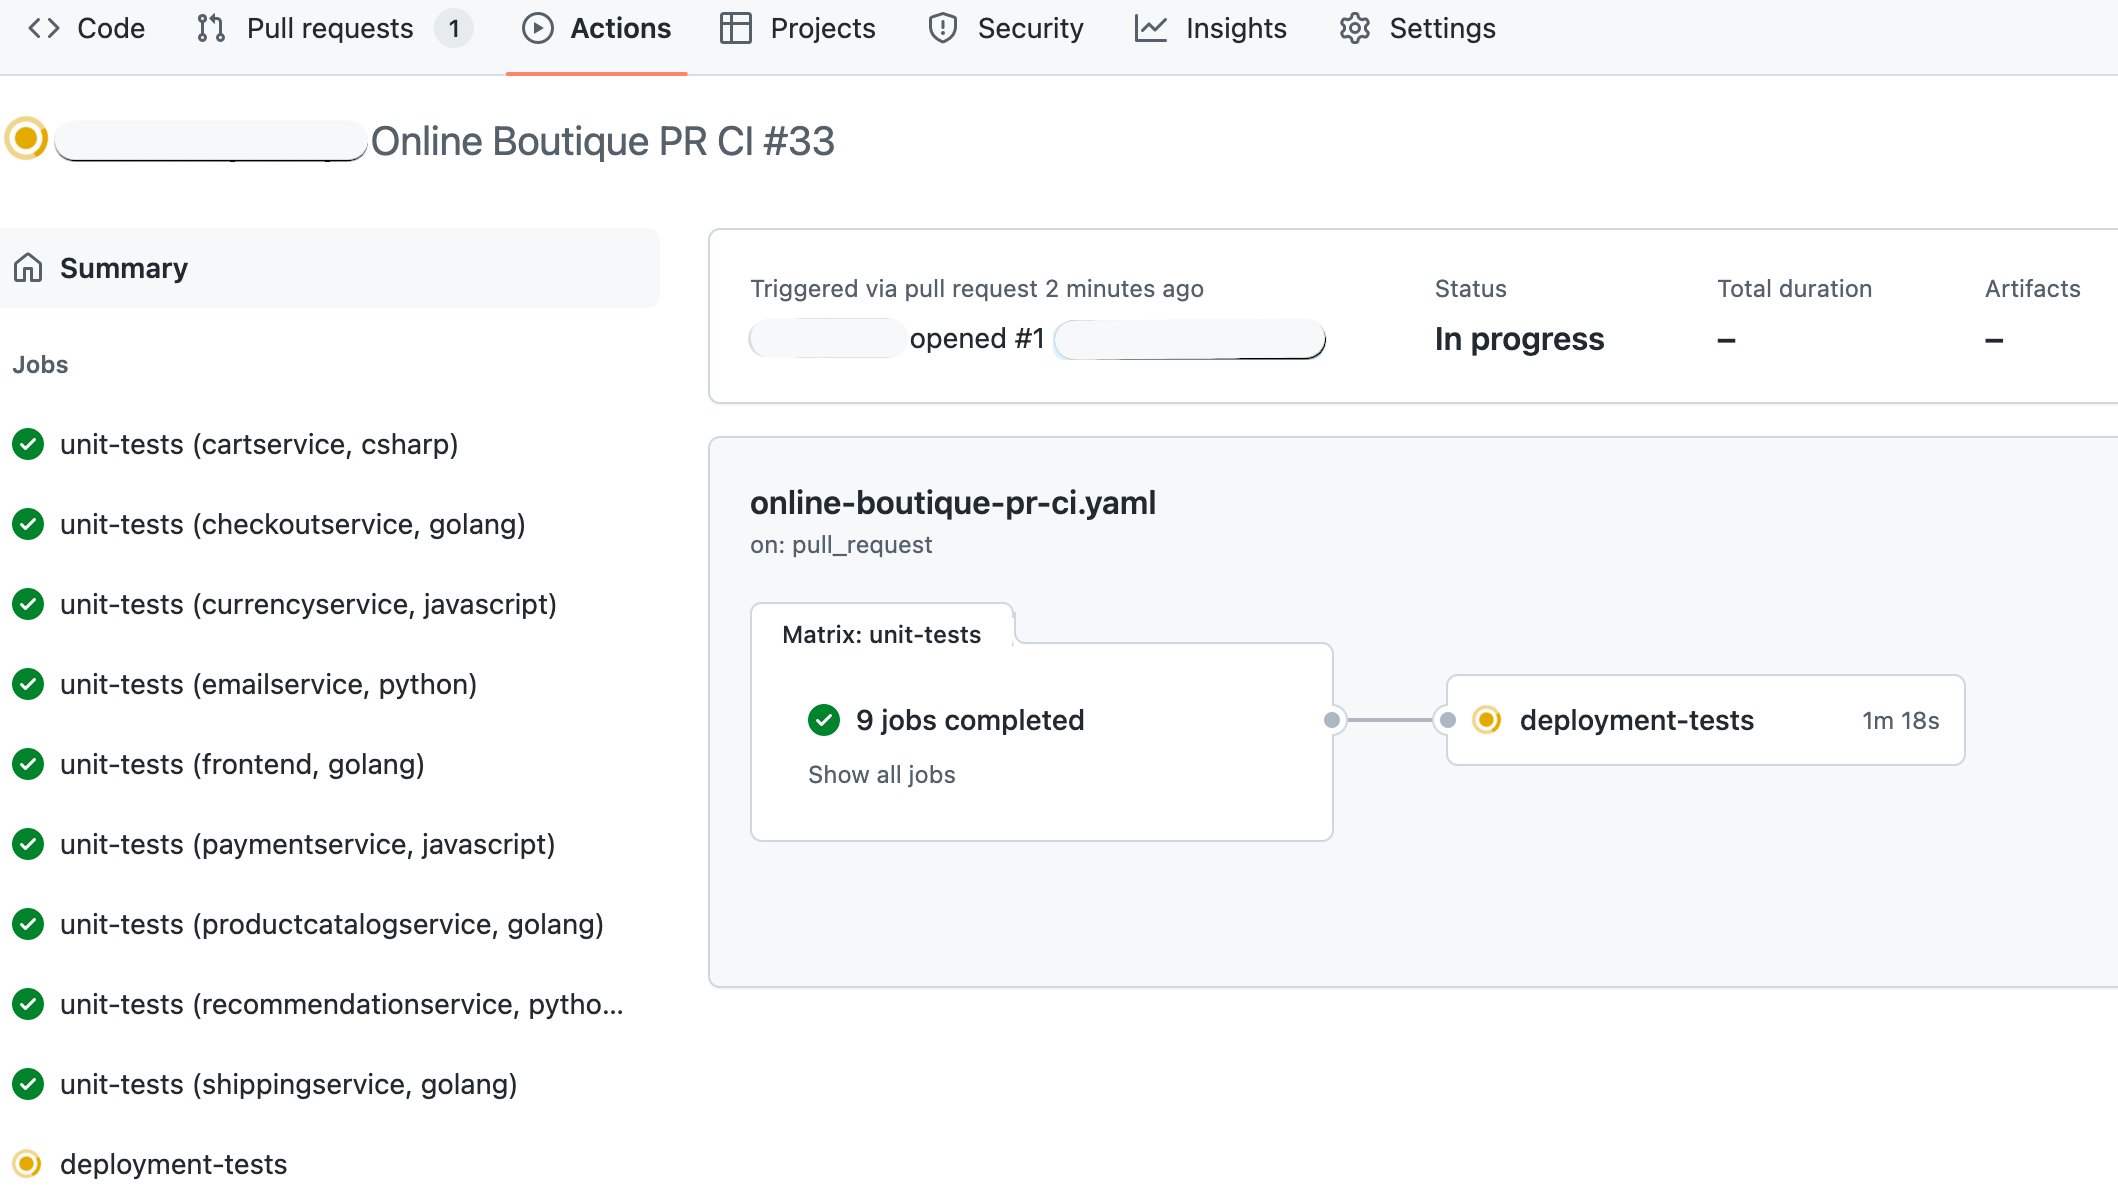 Code Pull requests 1 Actions Projects Security Insights Settings
Online Boutique PR CI #33
Summary
Jobs
unit-tests (cartservice, csharp)
unit-tests (checkoutservice, golang)
unit-tests (currencyservice, javascript)
unit-tests (emailservice, python)
unit-tests (frontend, golang)
unit-tests (paymentservice, javascript)
unit-tests (productcatalogservice, golang)
unit-tests (recommendationservice, pytho...
unit-tests (shippingservice, golang)
deployment-tests
Triggered via pull request 2 minutes ago
opened #1
Status
In progress
Total duration
–
Artifacts
–
online-boutique-pr-ci.yaml
on: pull_request
Matrix: unit-tests
9 jobs completed
Show all jobs
deployment-tests 1m 18s